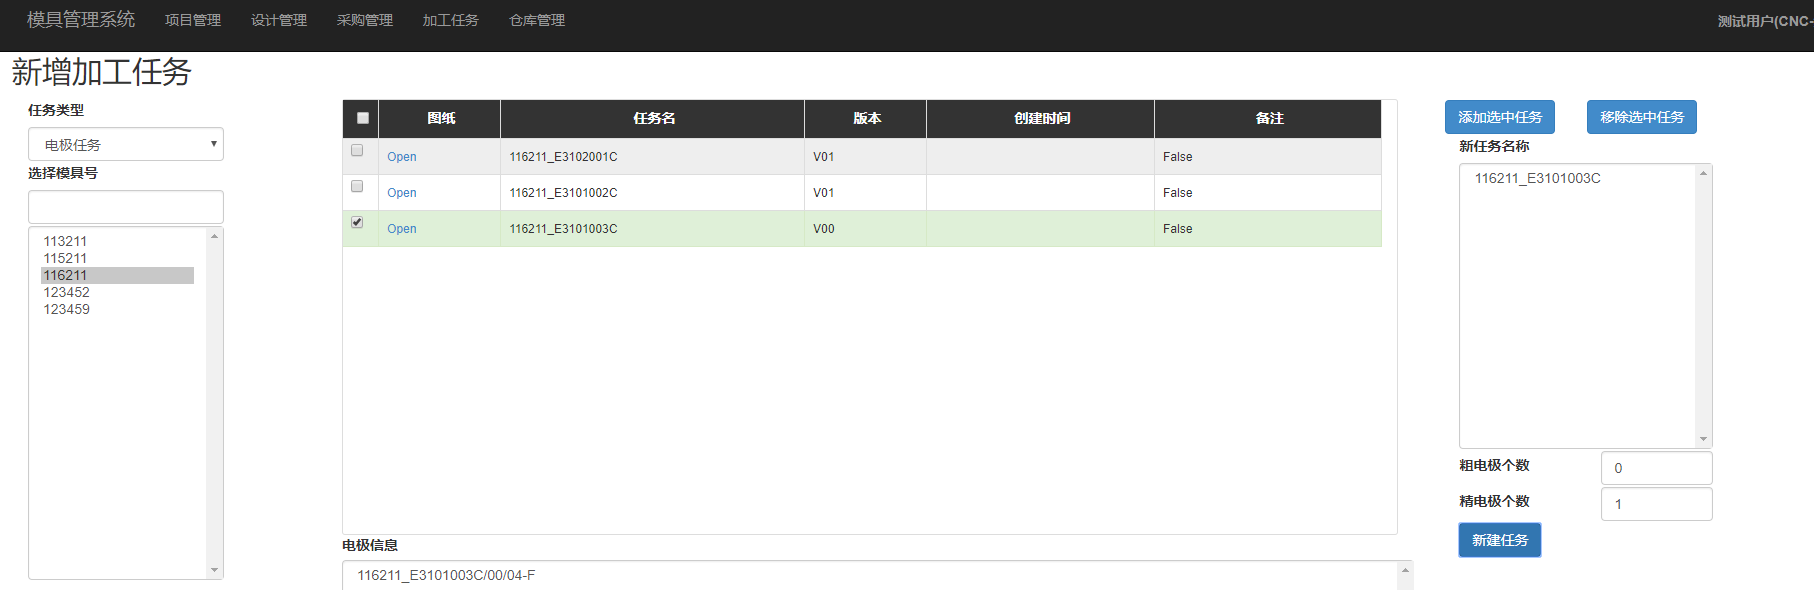 模具管理系统 项目管理 设计管理 采购管理 加工任务 仓库管理 测试用户(CNC-
新增加工任务
任务类型
电极任务
选择模具号
113211
115211
116211
123452
123459
图纸 任务名 版本 创建时间 备注
Open 116211_E3102001C V01 False
Open 116211_E3101002C V01 False
Open 116211_E3101003C V00 False
电极信息
116211_E3101003C/00/04-F
添加选中任务 移除选中任务
新任务名称
116211_E3101003C
粗电极个数 0
精电极个数 1
新建任务